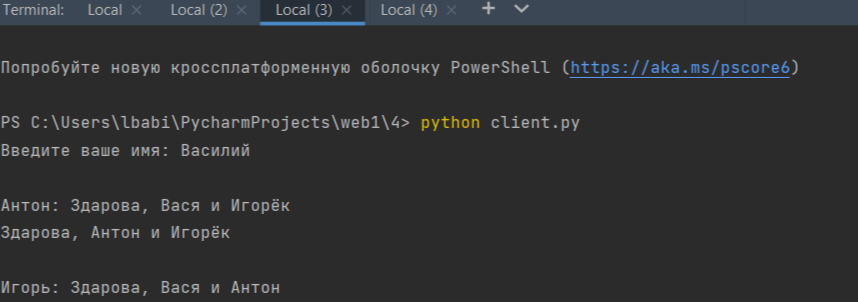 Terminal: Local × Local (2) × Local (3) × Local (4) × +
Попробуйте новую кроссплатформенную оболочку PowerShell (https://aka.ms/pscore6)
PS C:\Users\lbabi\PycharmProjects\web1\4> python client.py
Введите ваше имя: Василий
Антон: Здарова, Вася и Игорёк
Здарова, Антон и Игорёк
Игорь: Здарова, Вася и Антон